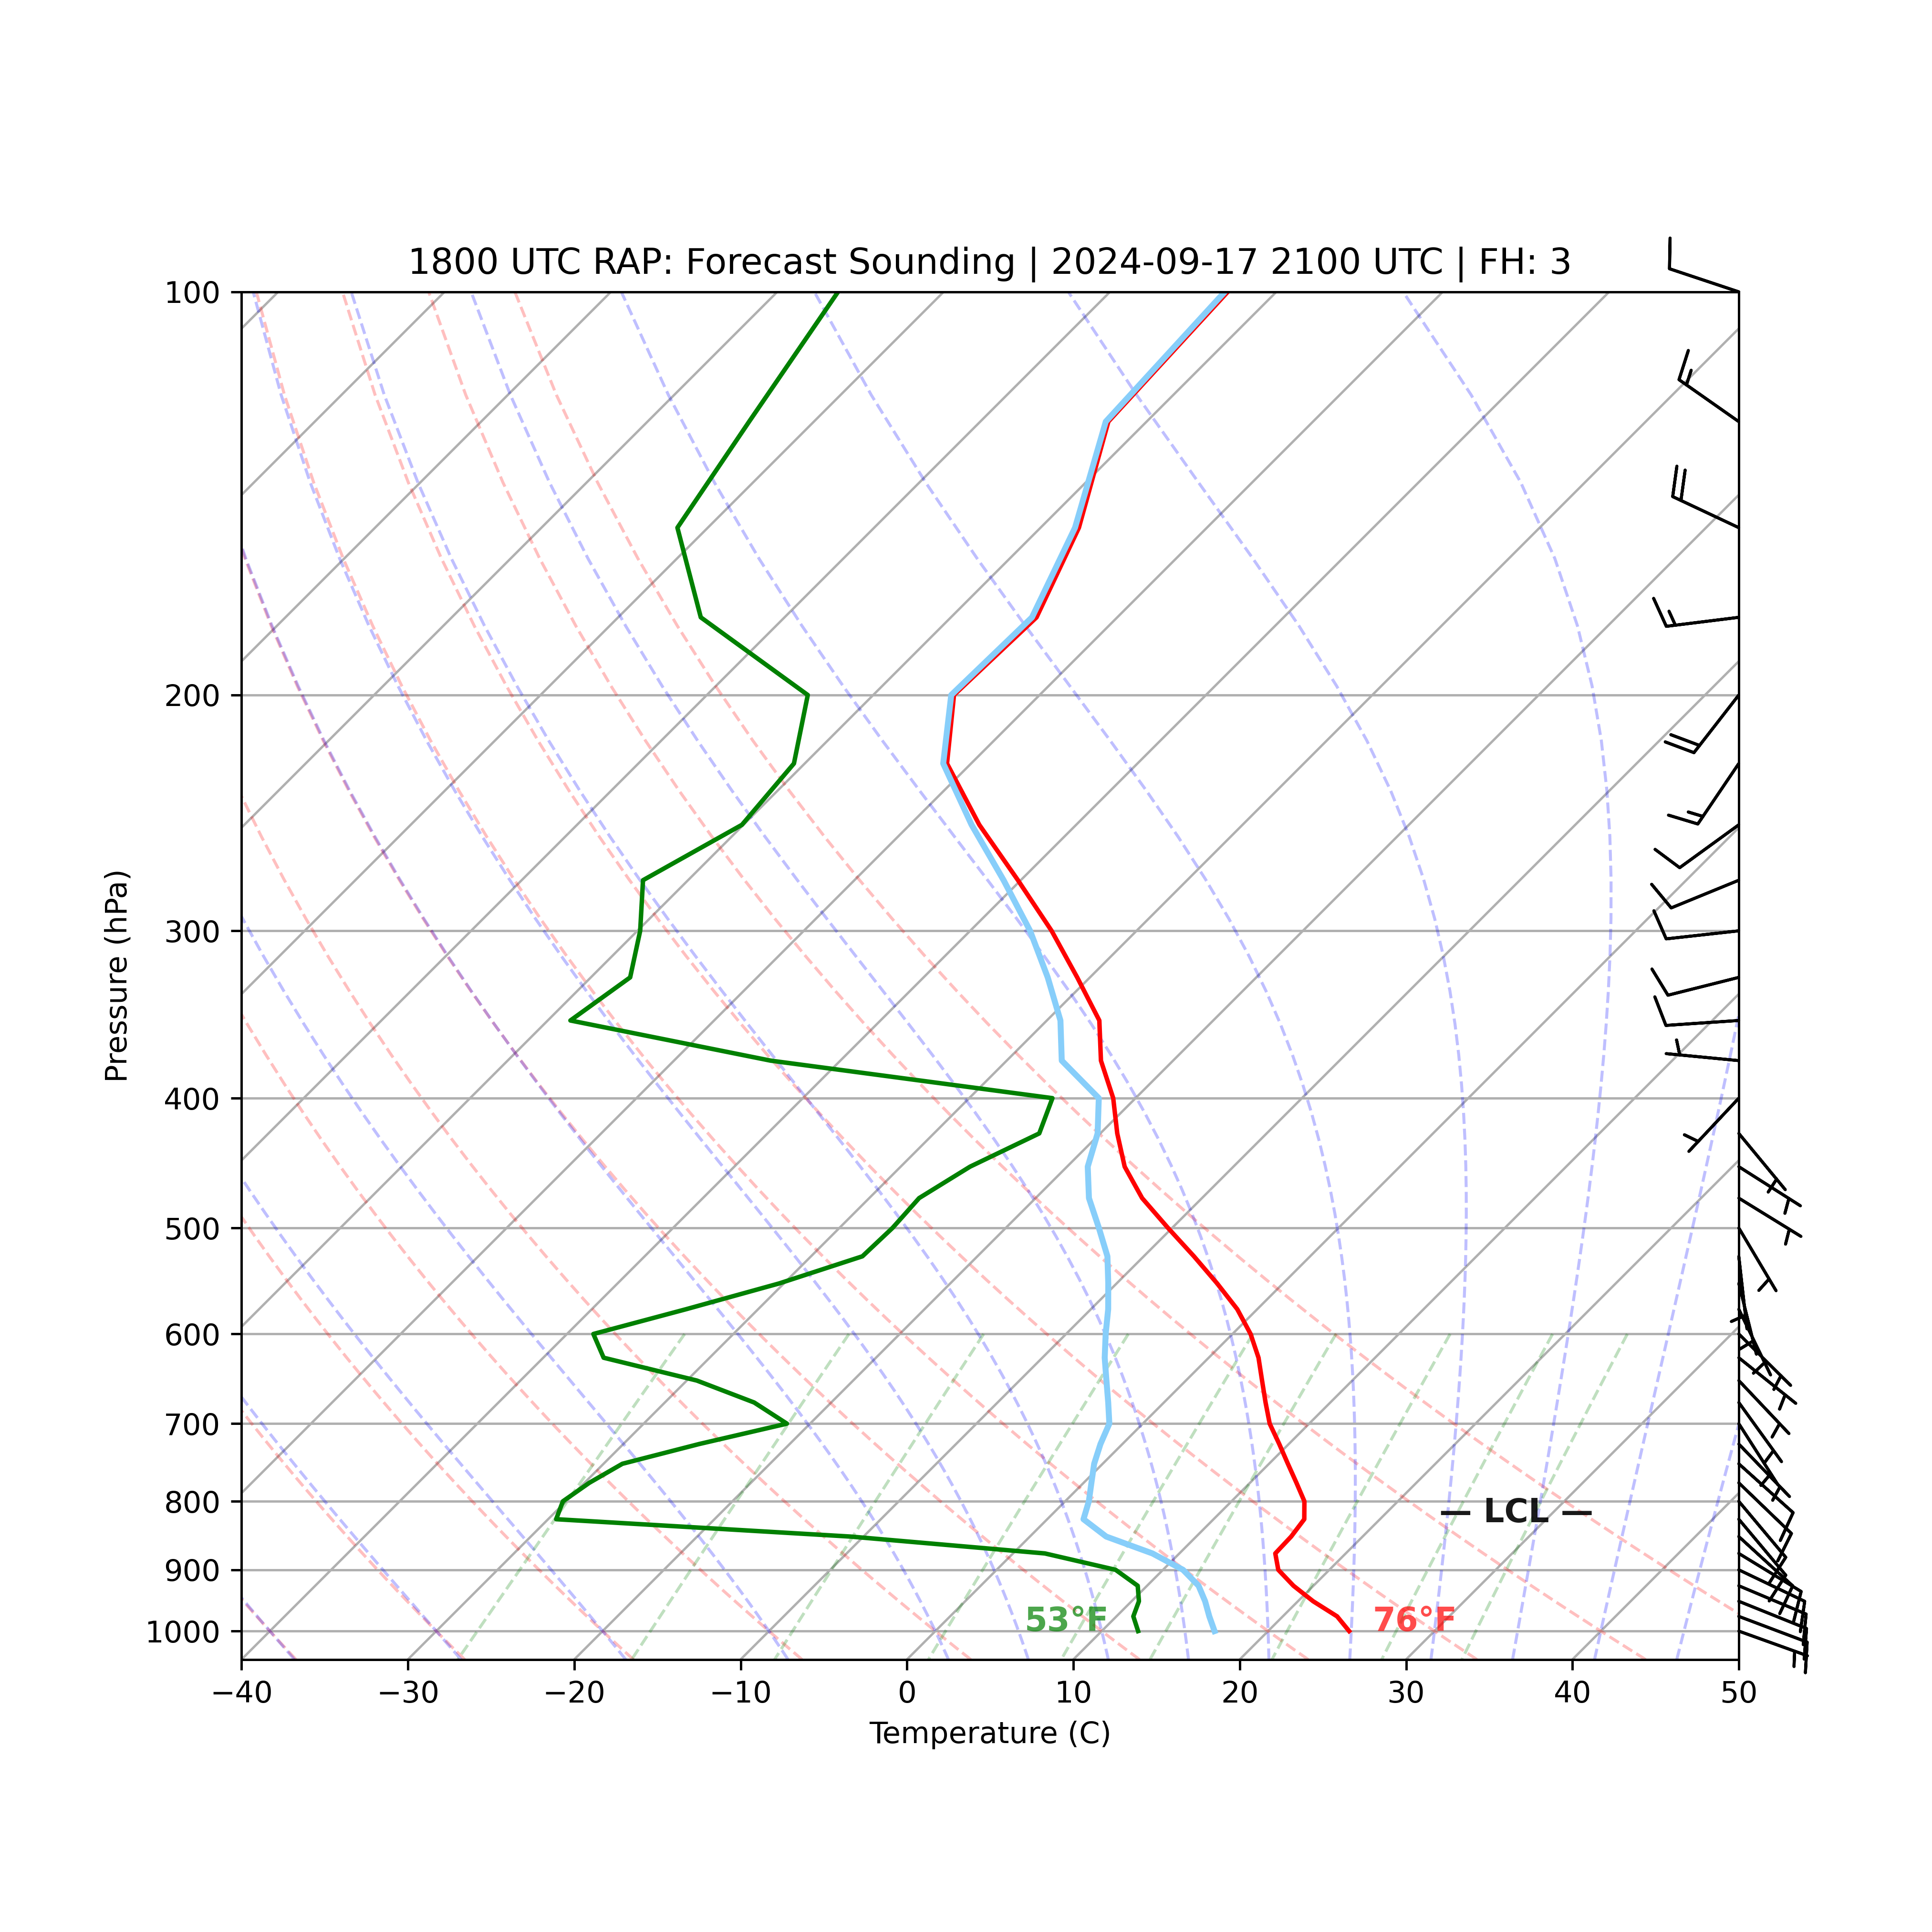 1800 UTC RAP: Forecast Sounding | 2024-09-17 2100 UTC | FH: 3
100
200
300
400
500
600
700
800
900
1000
Pressure (hPa)
— LCL —
53°F
76°F
−40 −30 −20 −10 0 10 20 30 40 50
Temperature (C)